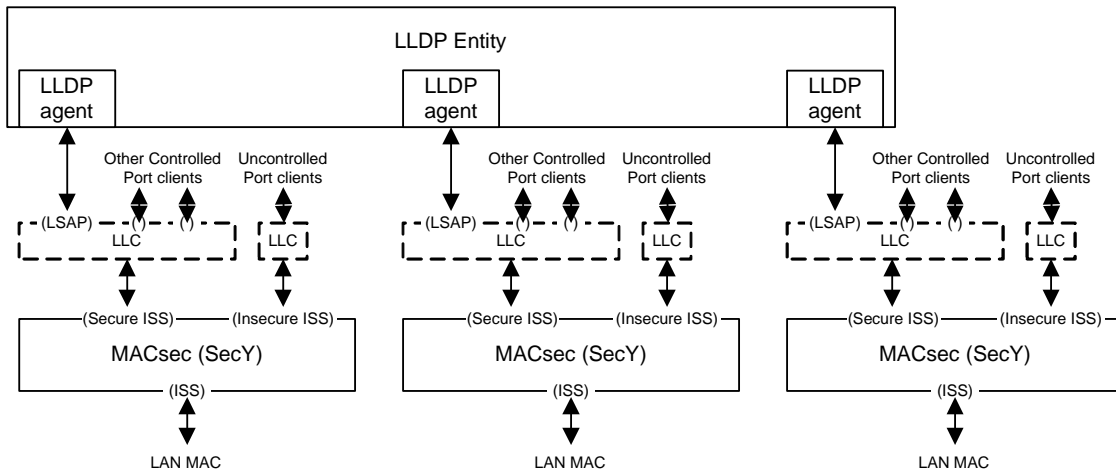 LLDP Entity
LLDP
agent
LLDP
agent
LLDP
agent
Other Controlled
Port clients
Uncontrolled
Port clients
Other Controlled
Port clients
Uncontrolled
Port clients
Other Controlled
Port clients
Uncontrolled
Port clients
(LSAP) ( ) ( )
LLC
LLC
(LSAP) ( ) ( )
LLC
LLC
(LSAP) ( ) ( )
LLC
LLC
(Secure ISS) (Insecure ISS)
MACsec (SecY)
(ISS)
(Secure ISS) (Insecure ISS)
MACsec (SecY)
(ISS)
(Secure ISS) (Insecure ISS)
MACsec (SecY)
(ISS)
LAN MAC
LAN MAC
LAN MAC